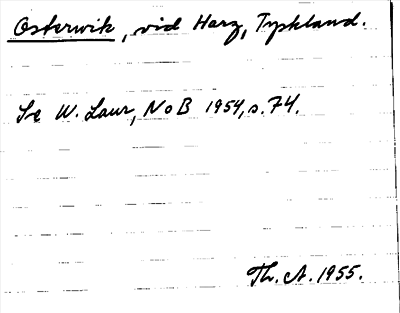 Osterwik, vid Harz, Tyskland.
Se W. Laur, NoB 1954, s. 74.
Th. A. 1955.